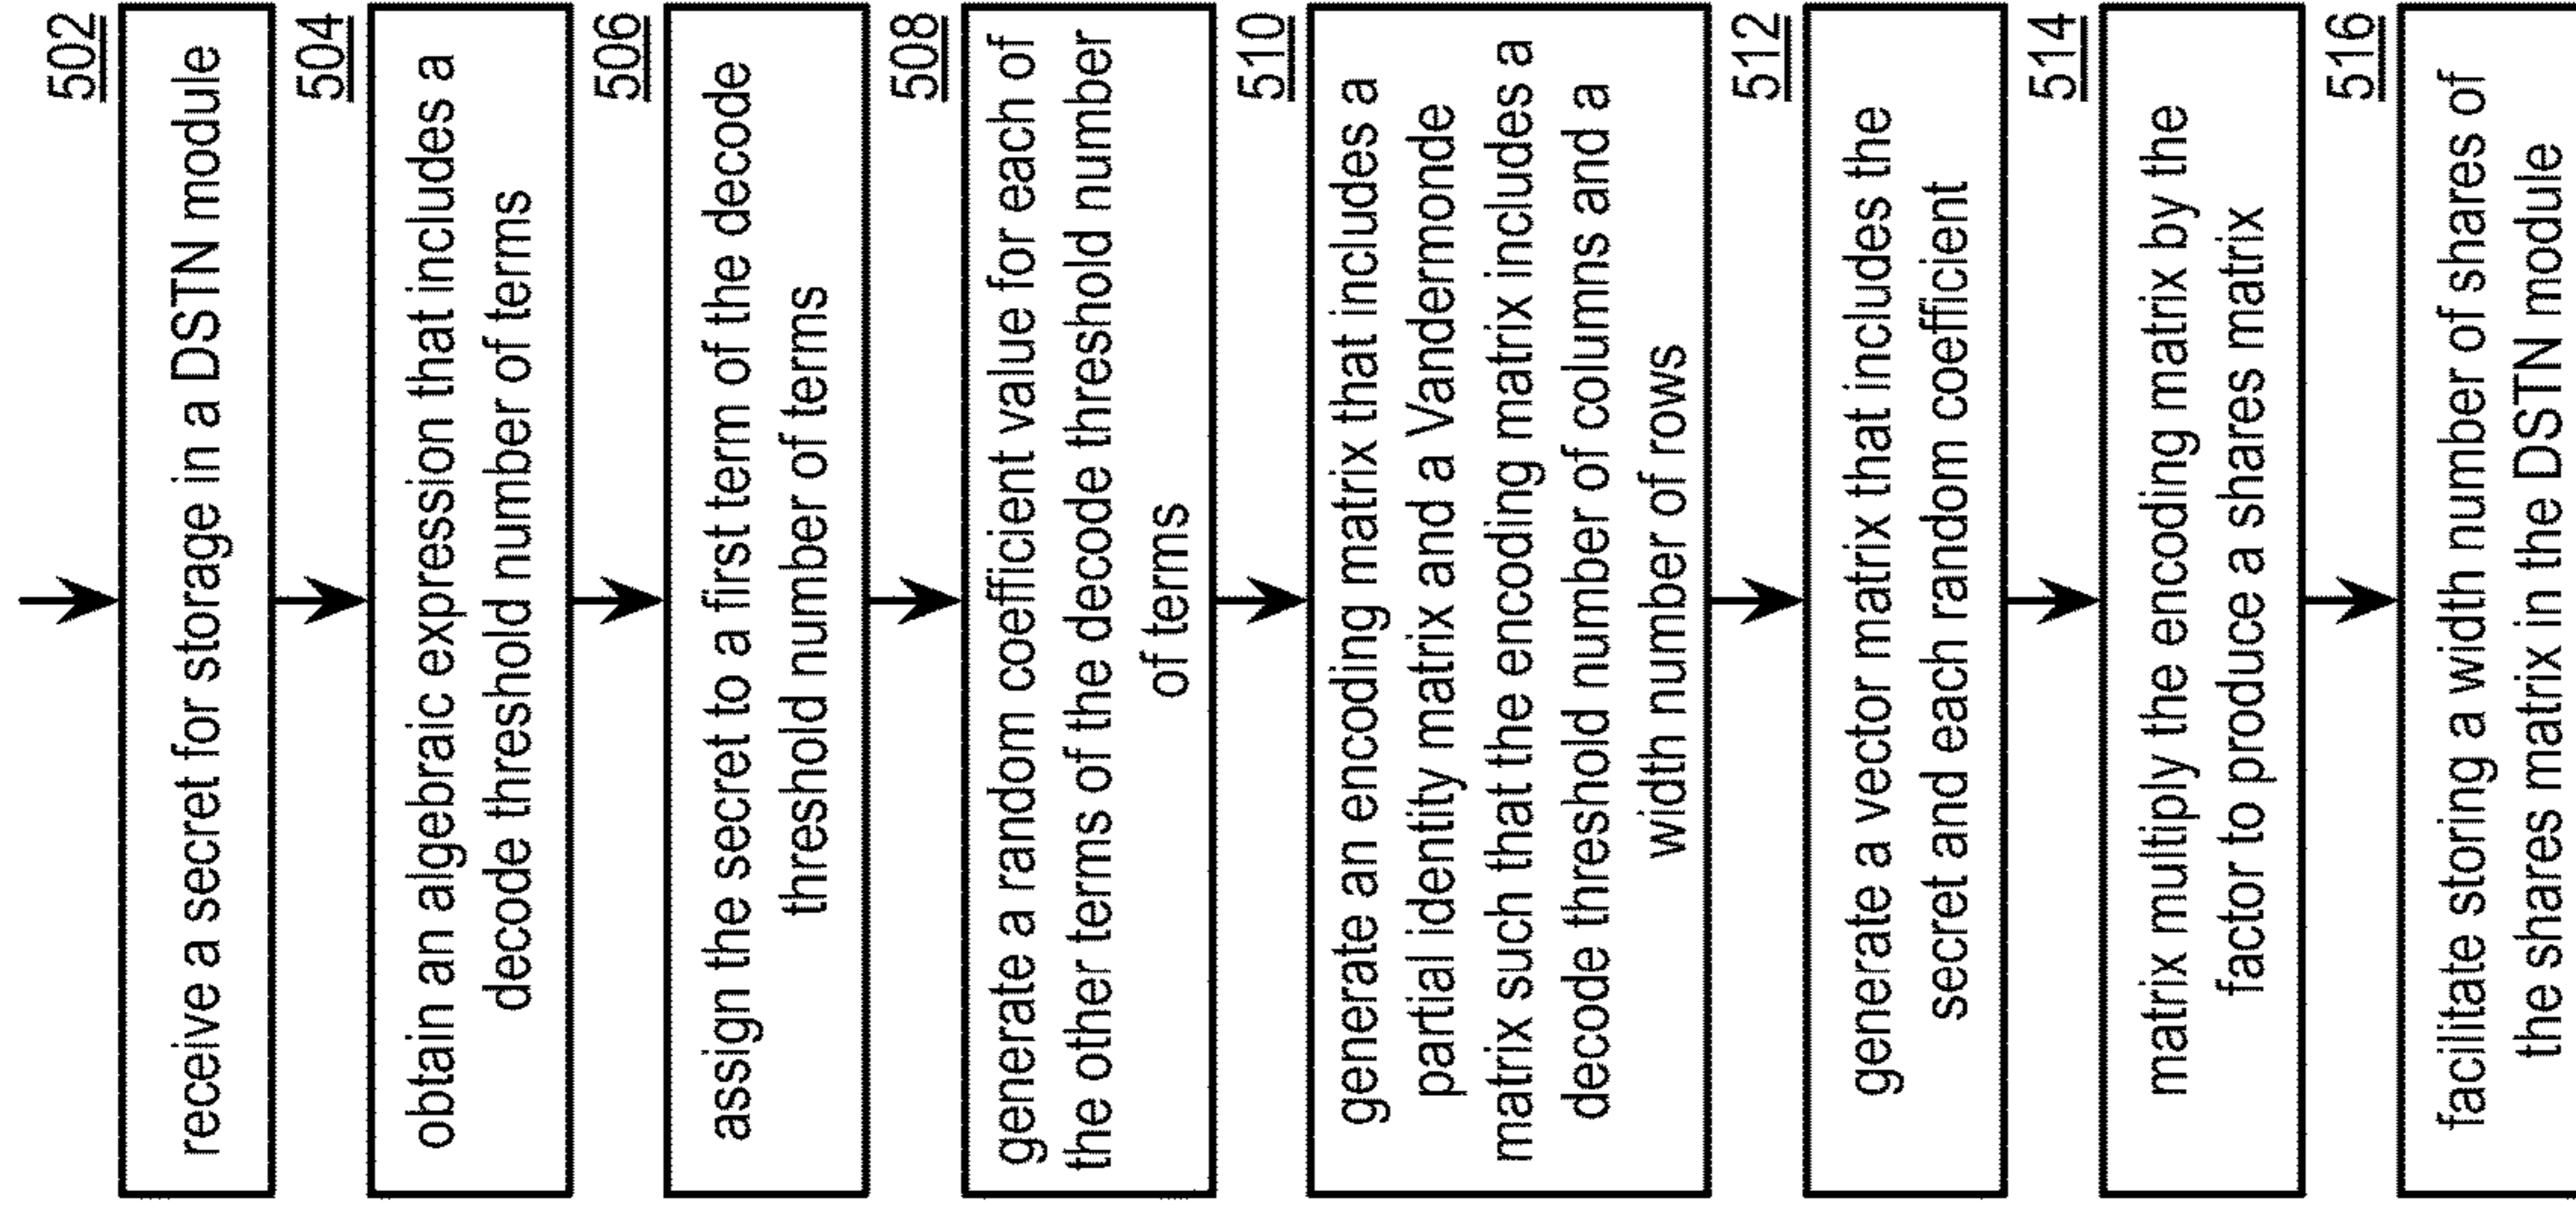 502
receive a secret for storage in a DSTN module
504
obtain an algebraic expression that includes a
decode threshold number of terms
506
assign the secret to a first term of the decode
threshold number of terms
508
generate a random coefficient value for each of
the other terms of the decode threshold number
of terms
510
generate an encoding matrix that includes a
partial identity matrix and a Vandermonde
matrix such that the encoding matrix includes a
decode threshold number of columns and a
width number of rows
512
generate a vector matrix that includes the
secret and each random coefficient
514
matrix multiply the encoding matrix by the
factor to produce a shares matrix
516
facilitate storing a width number of shares of
the shares matrix in the DSTN module